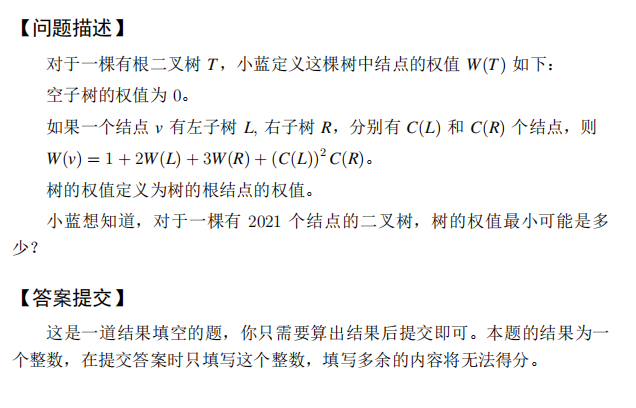 【问题描述】
对于一棵有根二叉树 T，小蓝定义这棵树中结点的权值 W(T) 如下：
空子树的权值为 0。
如果一个结点 v 有左子树 L, 右子树 R，分别有 C(L) 和 C(R) 个结点，则
W(v) = 1 + 2W(L) + 3W(R) + (C(L))² C(R)。
树的权值定义为树的根结点的权值。
小蓝想知道，对于一棵有 2021 个结点的二叉树，树的权值最小可能是多
少？
【答案提交】
这是一道结果填空的题，你只需要算出结果后提交即可。本题的结果为一
个整数，在提交答案时只填写这个整数，填写多余的内容将无法得分。